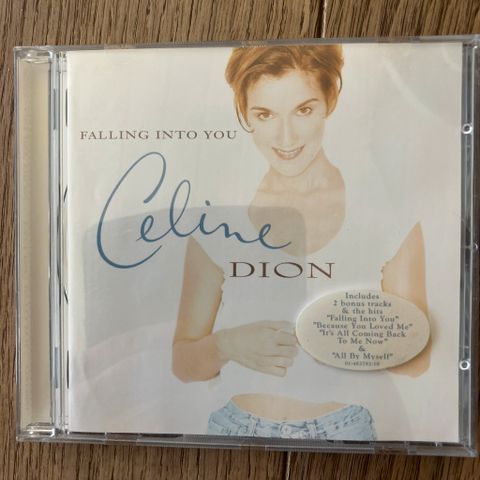 FALLING INTO YOU
Celine
DION
Includes
2 bonus tracks
& the hits
"Falling Into You"
"Because You Loved Me"
"It's All Coming Back
To Me Now"
&
"All By Myself"